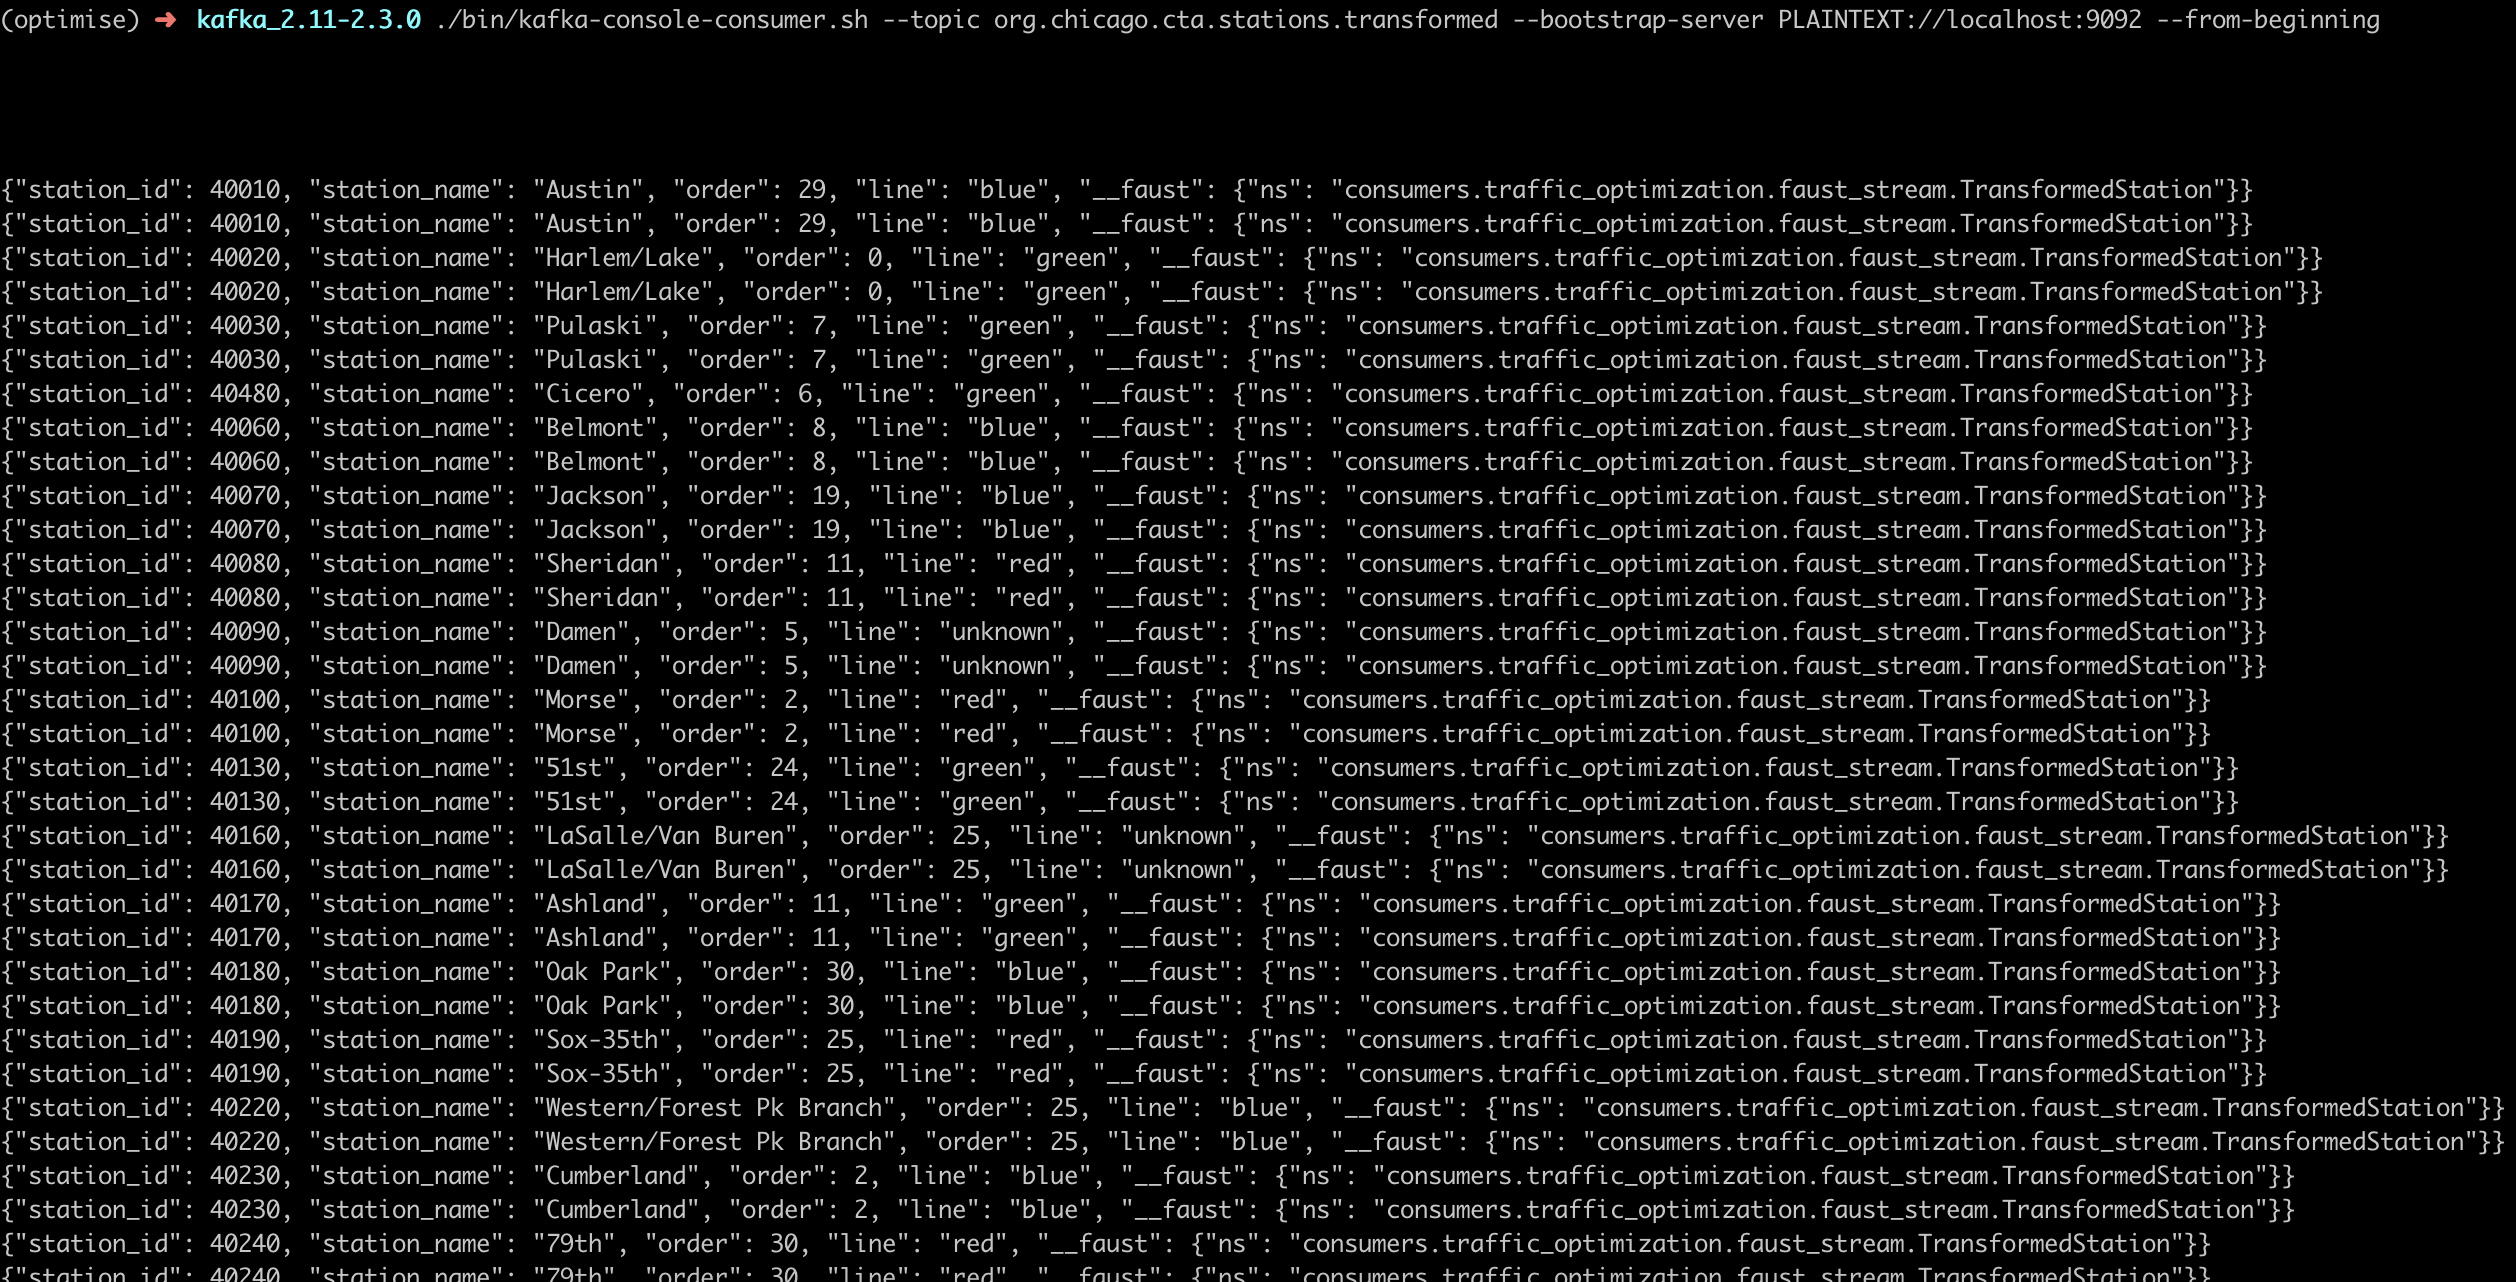 (optimise) ➜ kafka_2.11-2.3.0 ./bin/kafka-console-consumer.sh --topic org.chicago.cta.stations.transformed --bootstrap-server PLAINTEXT://localhost:9092 --from-beginning
{"station_id": 40010, "station_name": "Austin", "order": 29, "line": "blue", "__faust": {"ns": "consumers.traffic_optimization.faust_stream.TransformedStation"}}
{"station_id": 40010, "station_name": "Austin", "order": 29, "line": "blue", "__faust": {"ns": "consumers.traffic_optimization.faust_stream.TransformedStation"}}
{"station_id": 40020, "station_name": "Harlem/Lake", "order": 0, "line": "green", "__faust": {"ns": "consumers.traffic_optimization.faust_stream.TransformedStation"}}
{"station_id": 40020, "station_name": "Harlem/Lake", "order": 0, "line": "green", "__faust": {"ns": "consumers.traffic_optimization.faust_stream.TransformedStation"}}
{"station_id": 40030, "station_name": "Pulaski", "order": 7, "line": "green", "__faust": {"ns": "consumers.traffic_optimization.faust_stream.TransformedStation"}}
{"station_id": 40030, "station_name": "Pulaski", "order": 7, "line": "green", "__faust": {"ns": "consumers.traffic_optimization.faust_stream.TransformedStation"}}
{"station_id": 40480, "station_name": "Cicero", "order": 6, "line": "green", "__faust": {"ns": "consumers.traffic_optimization.faust_stream.TransformedStation"}}
{"station_id": 40060, "station_name": "Belmont", "order": 8, "line": "blue", "__faust": {"ns": "consumers.traffic_optimization.faust_stream.TransformedStation"}}
{"station_id": 40060, "station_name": "Belmont", "order": 8, "line": "blue", "__faust": {"ns": "consumers.traffic_optimization.faust_stream.TransformedStation"}}
{"station_id": 40070, "station_name": "Jackson", "order": 19, "line": "blue", "__faust": {"ns": "consumers.traffic_optimization.faust_stream.TransformedStation"}}
{"station_id": 40070, "station_name": "Jackson", "order": 19, "line": "blue", "__faust": {"ns": "consumers.traffic_optimization.faust_stream.TransformedStation"}}
{"station_id": 40080, "station_name": "Sheridan", "order": 11, "line": "red", "__faust": {"ns": "consumers.traffic_optimization.faust_stream.TransformedStation"}}
{"station_id": 40080, "station_name": "Sheridan", "order": 11, "line": "red", "__faust": {"ns": "consumers.traffic_optimization.faust_stream.TransformedStation"}}
{"station_id": 40090, "station_name": "Damen", "order": 5, "line": "unknown", "__faust": {"ns": "consumers.traffic_optimization.faust_stream.TransformedStation"}}
{"station_id": 40090, "station_name": "Damen", "order": 5, "line": "unknown", "__faust": {"ns": "consumers.traffic_optimization.faust_stream.TransformedStation"}}
{"station_id": 40100, "station_name": "Morse", "order": 2, "line": "red", "__faust": {"ns": "consumers.traffic_optimization.faust_stream.TransformedStation"}}
{"station_id": 40100, "station_name": "Morse", "order": 2, "line": "red", "__faust": {"ns": "consumers.traffic_optimization.faust_stream.TransformedStation"}}
{"station_id": 40130, "station_name": "51st", "order": 24, "line": "green", "__faust": {"ns": "consumers.traffic_optimization.faust_stream.TransformedStation"}}
{"station_id": 40130, "station_name": "51st", "order": 24, "line": "green", "__faust": {"ns": "consumers.traffic_optimization.faust_stream.TransformedStation"}}
{"station_id": 40160, "station_name": "LaSalle/Van Buren", "order": 25, "line": "unknown", "__faust": {"ns": "consumers.traffic_optimization.faust_stream.TransformedStation"}}
{"station_id": 40160, "station_name": "LaSalle/Van Buren", "order": 25, "line": "unknown", "__faust": {"ns": "consumers.traffic_optimization.faust_stream.TransformedStation"}}
{"station_id": 40170, "station_name": "Ashland", "order": 11, "line": "green", "__faust": {"ns": "consumers.traffic_optimization.faust_stream.TransformedStation"}}
{"station_id": 40170, "station_name": "Ashland", "order": 11, "line": "green", "__faust": {"ns": "consumers.traffic_optimization.faust_stream.TransformedStation"}}
{"station_id": 40180, "station_name": "Oak Park", "order": 30, "line": "blue", "__faust": {"ns": "consumers.traffic_optimization.faust_stream.TransformedStation"}}
{"station_id": 40180, "station_name": "Oak Park", "order": 30, "line": "blue", "__faust": {"ns": "consumers.traffic_optimization.faust_stream.TransformedStation"}}
{"station_id": 40190, "station_name": "Sox-35th", "order": 25, "line": "red", "__faust": {"ns": "consumers.traffic_optimization.faust_stream.TransformedStation"}}
{"station_id": 40190, "station_name": "Sox-35th", "order": 25, "line": "red", "__faust": {"ns": "consumers.traffic_optimization.faust_stream.TransformedStation"}}
{"station_id": 40220, "station_name": "Western/Forest Pk Branch", "order": 25, "line": "blue", "__faust": {"ns": "consumers.traffic_optimization.faust_stream.TransformedStation"}}
{"station_id": 40220, "station_name": "Western/Forest Pk Branch", "order": 25, "line": "blue", "__faust": {"ns": "consumers.traffic_optimization.faust_stream.TransformedStation"}}
{"station_id": 40230, "station_name": "Cumberland", "order": 2, "line": "blue", "__faust": {"ns": "consumers.traffic_optimization.faust_stream.TransformedStation"}}
{"station_id": 40230, "station_name": "Cumberland", "order": 2, "line": "blue", "__faust": {"ns": "consumers.traffic_optimization.faust_stream.TransformedStation"}}
{"station_id": 40240, "station_name": "79th", "order": 30, "line": "red", "__faust": {"ns": "consumers.traffic_optimization.faust_stream.TransformedStation"}}
{"station_id": 40240, "station_name": "79th", "order": 30, "line": "red", "__faust": {"ns": "consumers.traffic_optimization.faust_stream.TransformedStation"}}